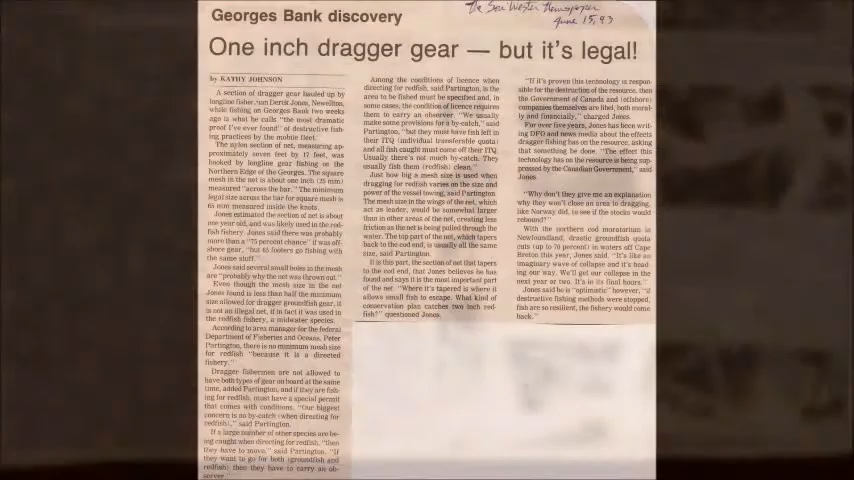 The Sou'Wester Newspaper
June 15, 93
Georges Bank discovery
One inch dragger gear — but it's legal!
by KATHY JOHNSON
A section of dragger gear hauled up by
longline fisherman Derek Jones, Newellton,
while fishing on Georges Bank two weeks
ago is what he calls "the most dramatic
proof I've ever found" of destructive fish-
ing practices by the mobile fleet.
The nylon section of net, measuring ap-
proximately seven feet by 17 feet, was
hooked by longline gear fishing on the
Northern Edge of the Georges. The square
mesh in the net is about one inch (25 mm)
measured "across the bar." The minimum
legal size across the bar for square mesh is
65 mm measured inside the knots.
Jones estimated the section of net is about
one year old, and was likely used in the red-
fish fishery. Jones said there was probably
more than a "75 percent chance" it was off-
shore gear, "but 65 footers go fishing with
the same stuff."
Jones said several small holes in the mesh
are "probably why the net was thrown out."
Even though the mesh size in the net
Jones found is less than half the minimum
size allowed for dragger groundfish gear, it
is not an illegal net, if in fact it was used in
the redfish fishery, a midwater species.
According to area manager for the federal
Department of Fisheries and Oceans, Peter
Partington, there is no minimum mesh size
for redfish "because it is a directed
fishery."
Dragger fishermen are not allowed to
have both types of gear on board at the same
time, added Partington, and if they are fish-
ing for redfish, must have a special permit
that comes with conditions. "Our biggest
concern is no by-catch (when directing for
redfish)," said Partington.
If a large number of other species are be-
ing caught when directing for redfish, "then
they have to move," said Partington. "If
they want to go for both (groundfish and
redfish) then they have to carry an ob-
server."
Among the conditions of licence when
directing for redfish, said Partington, is the
area to be fished must be specified and, in
some cases, the condition of licence requires
them to carry an observer. "We usually
make some provisions for a by-catch," said
Partington, "but they must have fish left in
their ITQ (individual transferable quota)
and all fish caught must come off their ITQ.
Usually there's not much by-catch. They
usually fish them (redfish) clean."
Just how big a mesh size is used when
dragging for redfish varies on the size and
power of the vessel towing, said Partington.
The mesh size in the wings of the net, which
act as leader, would be somewhat larger
than in other areas of the net, creating less
friction as the net is being pulled through the
water. The top part of the net, which tapers
back to the cod end, is usually all the same
size, said Partington.
It is this part, the section of net that tapers
to the cod end, that Jones believes he has
found and says it is the most important part
of the net. "Where it's tapered is where it
allows small fish to escape. What kind of
conservation plan catches two inch red-
fish?" questioned Jones.
"If it's proven this technology is respon-
sible for the destruction of the resource, then
the Government of Canada and (offshore)
companies themselves are libel, both moral-
ly and financially," charged Jones.
For over five years, Jones has been writ-
ing DFO and news media about the effects
dragger fishing has on the resource, asking
that something be done. "The effect this
technology has on the resource is being sup-
pressed by the Canadian Government," said
Jones.
"Why don't they give me an explanation
why they won't close an area to dragging,
like Norway did, to see if the stocks would
rebound?"
With the northern cod moratorium in
Newfoundland, drastic groundfish quota
cuts (up to 70 percent) in waters off Cape
Breton this year, Jones said. "It's like an
imaginary wave of collapse and it's head-
ing our way. We'll get our collapse in the
next year or two. It's in its final hours."
Jones said he is "optimistic" however, "if
destructive fishing methods were stopped,
fish are so resilient, the fishery would come
back."